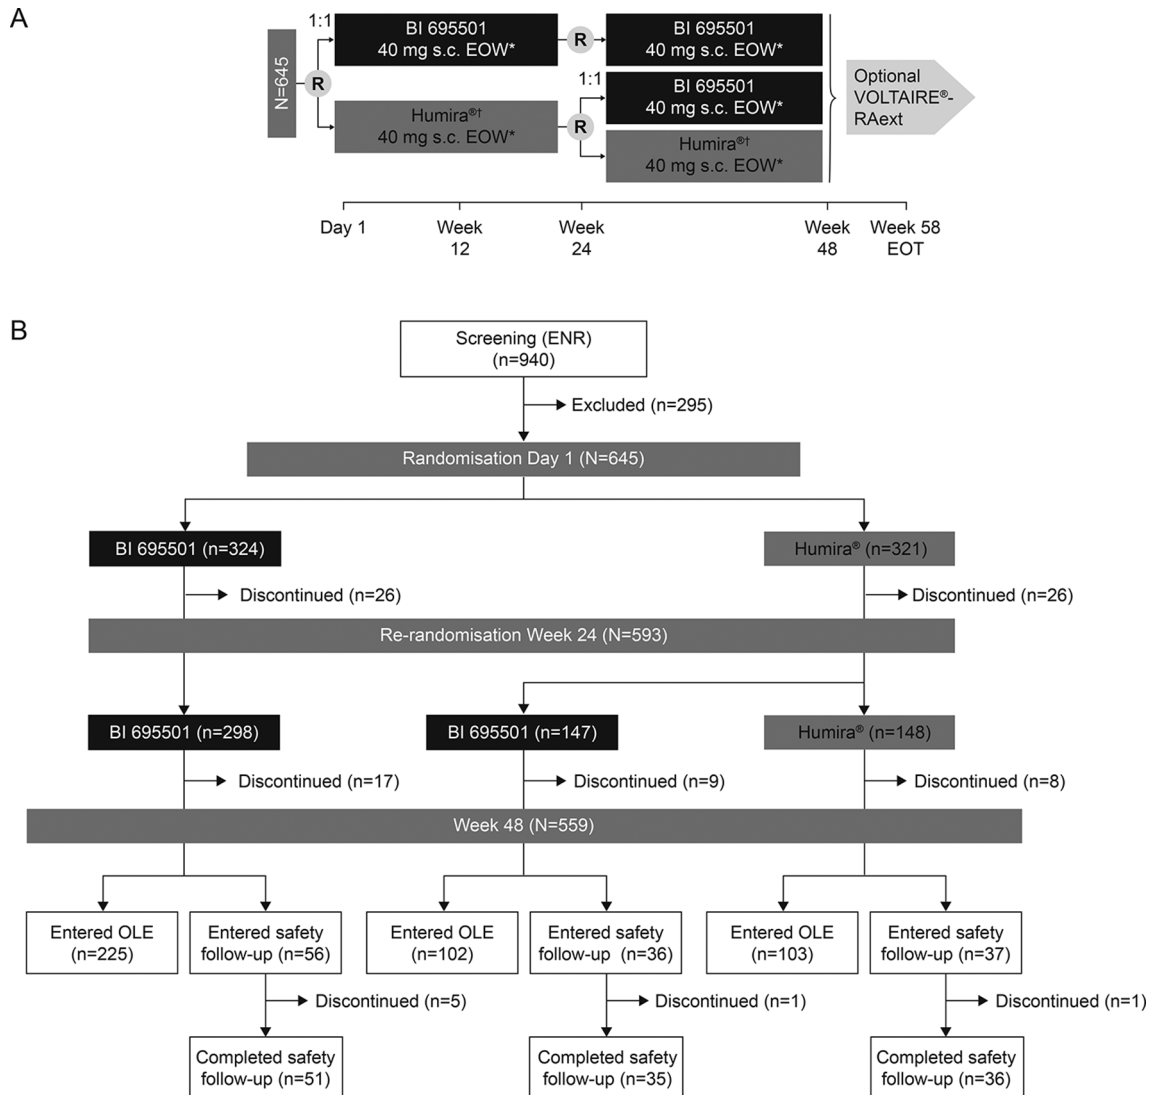 A
1:1
BI 695501
40 mg s.c. EOW*
R
BI 695501
40 mg s.c. EOW*
N=645
R
1:1
BI 695501
40 mg s.c. EOW*
Humira®†
40 mg s.c. EOW*
R
Humira®†
40 mg s.c. EOW*
Optional
VOLTAIRE®-
RAext
Day 1
Week
12
Week
24
Week
48
Week 58
EOT
B
Screening (ENR)
(n=940)
Excluded (n=295)
Randomisation Day 1 (N=645)
BI 695501 (n=324)
Humira® (n=321)
Discontinued (n=26)
Discontinued (n=26)
Re-randomisation Week 24 (N=593)
BI 695501 (n=298)
BI 695501 (n=147)
Humira® (n=148)
Discontinued (n=17)
Discontinued (n=9)
Discontinued (n=8)
Week 48 (N=559)
Entered OLE
(n=225)
Entered safety
follow-up (n=56)
Entered OLE
(n=102)
Entered safety
follow-up (n=36)
Entered OLE
(n=103)
Entered safety
follow-up (n=37)
Discontinued (n=5)
Discontinued (n=1)
Discontinued (n=1)
Completed safety
follow-up (n=51)
Completed safety
follow-up (n=35)
Completed safety
follow-up (n=36)